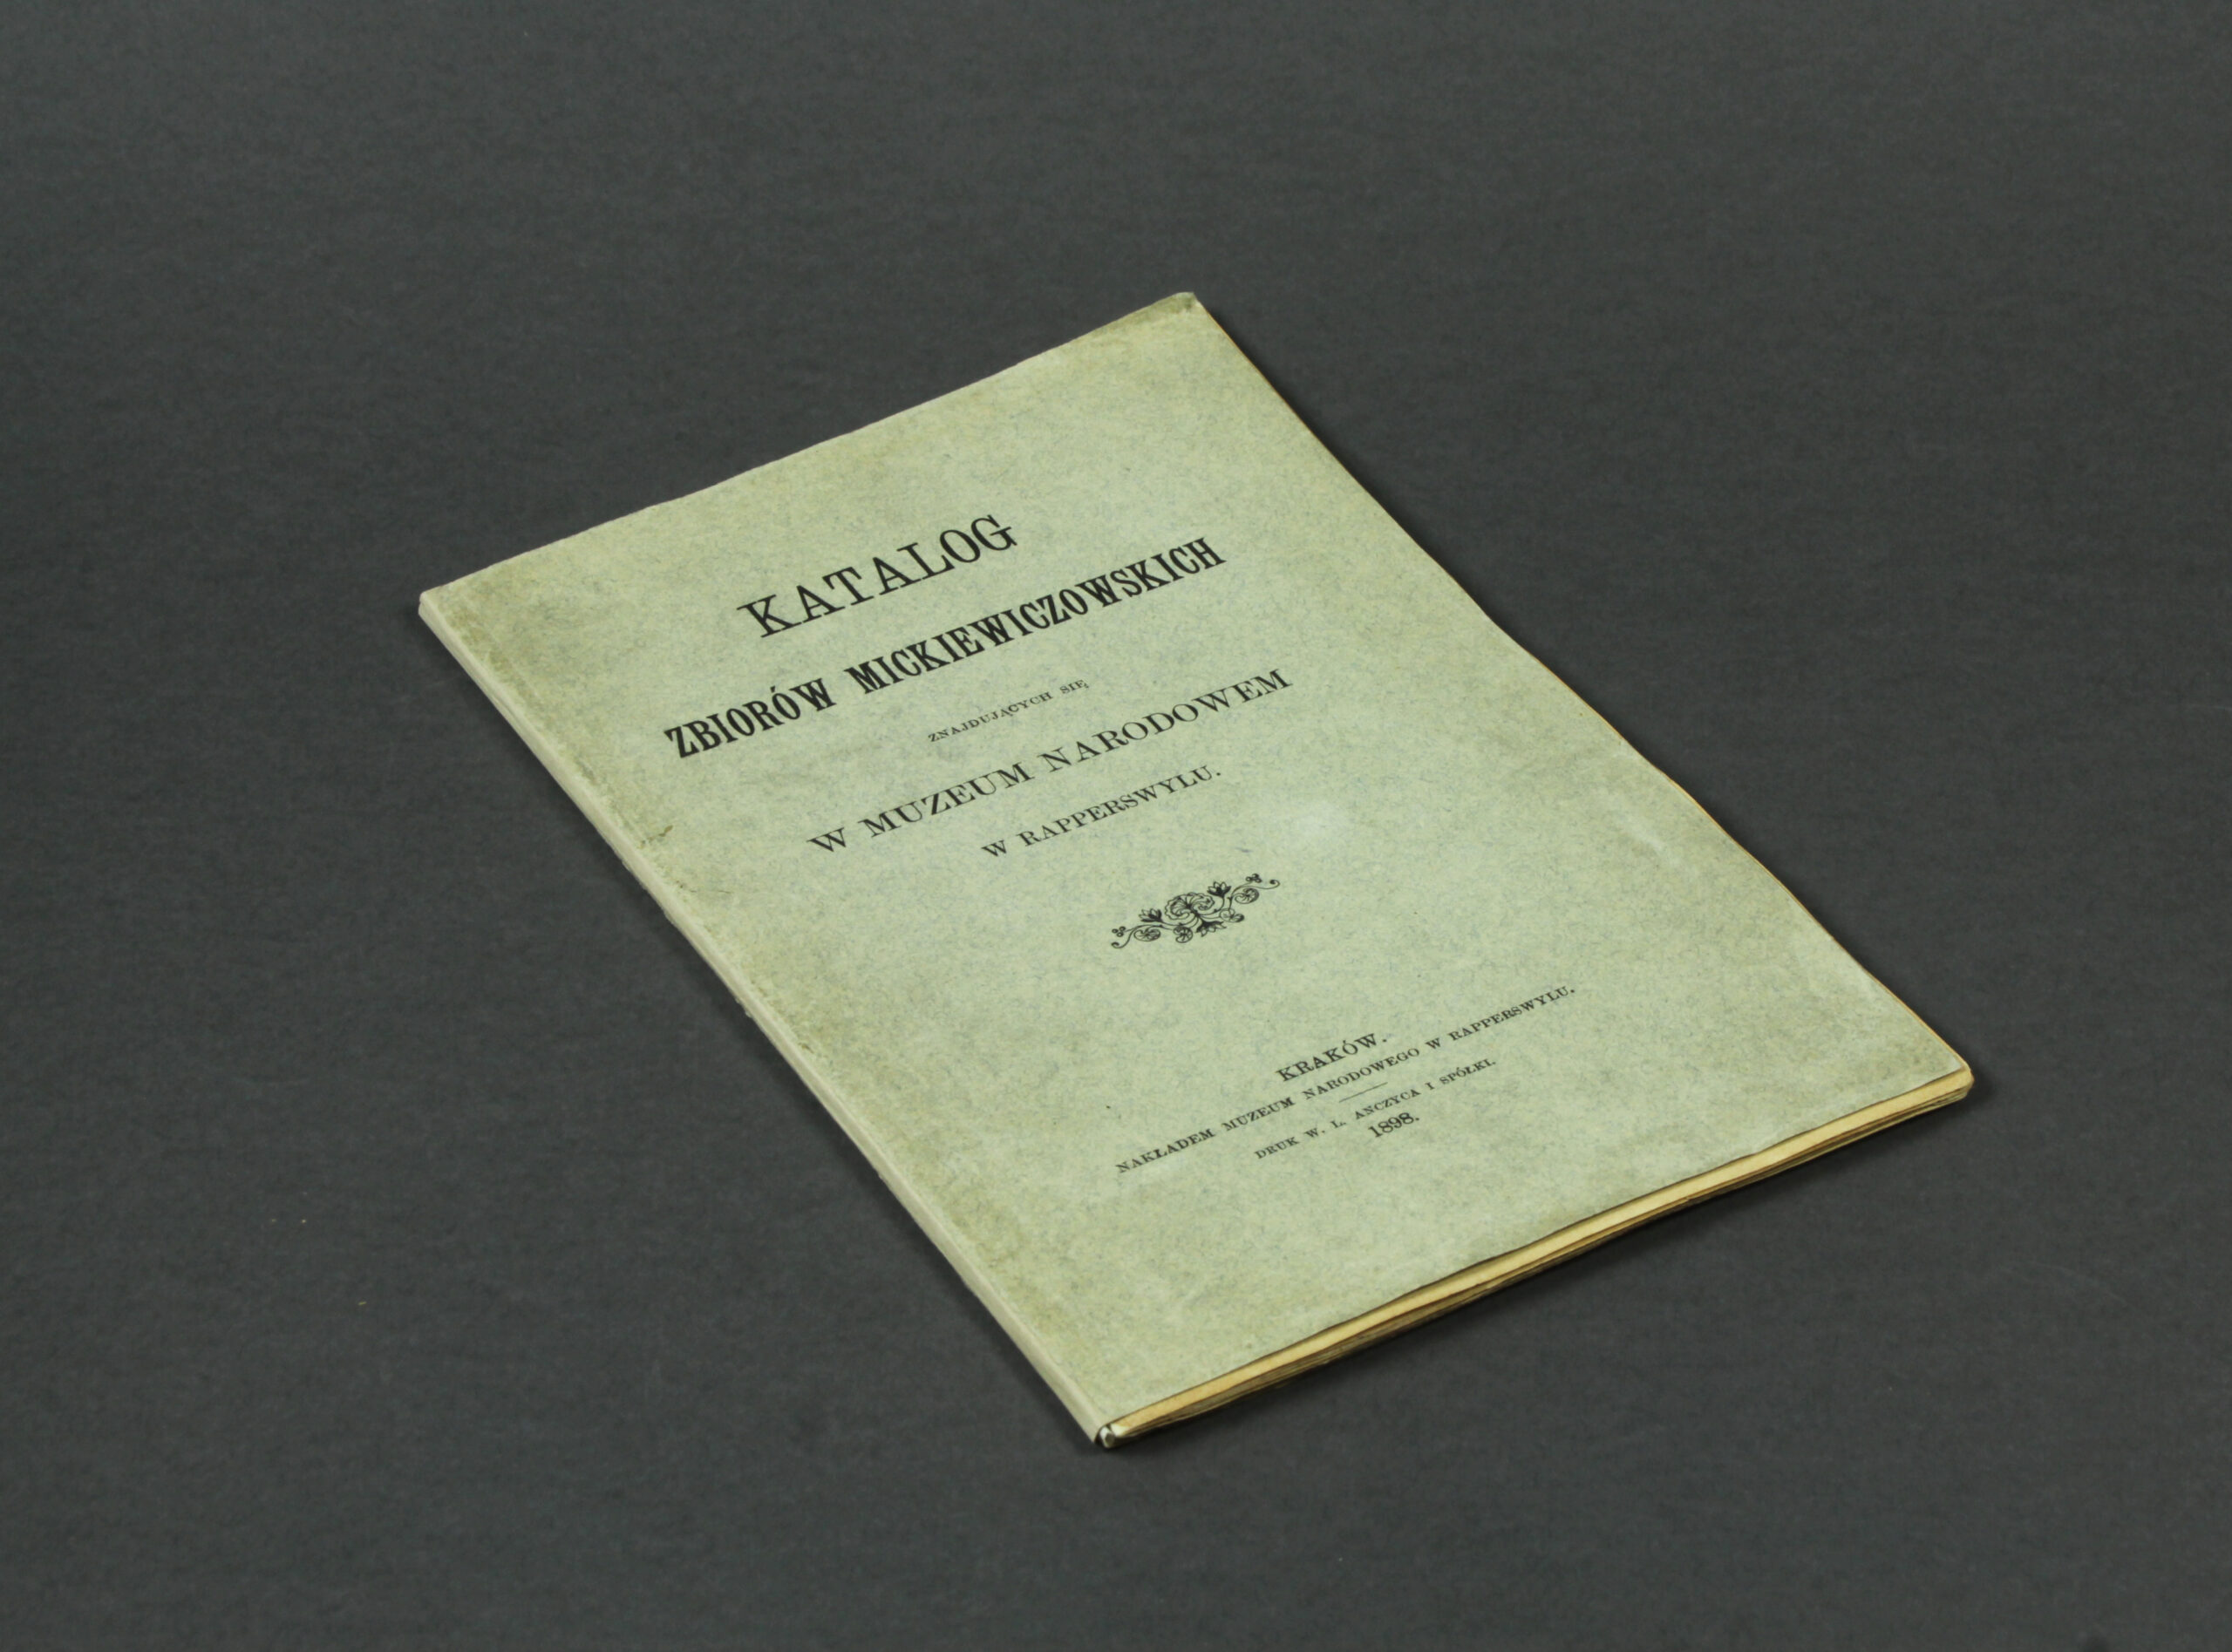 KATALOG
ZBIORÓW MICKIEWICZOWSKICH
ZNAJDUJĄCYCH SIĘ
W MUZEUM NARODOWEM
W RAPPERSWYLU.
KRAKÓW.
NAKŁADEM MUZEUM NARODOWEGO W RAPPERSWYLU.
DRUK W. L. ANCZYCA I SPÓŁKI.
1898.